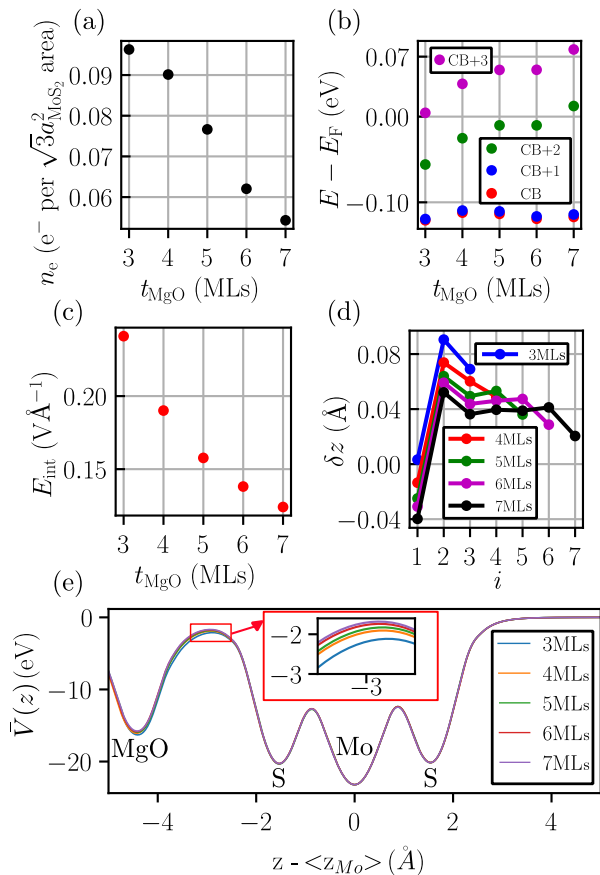 (a)
n_e (e⁻ per √3a²_MoS₂ area)
0.09
0.08
0.07
0.06
3 4 5 6 7
t_MgO (MLs)
(b)
E − E_F (eV)
0.07
0.00
−0.10
CB+3
CB+2
CB+1
CB
3 4 5 6 7
t_MgO (MLs)
(c)
E_int (VÅ⁻¹)
0.20
0.15
3 4 5 6 7
t_MgO (MLs)
(d)
δz (Å)
0.08
0.04
0.00
−0.04
3MLs
4MLs
5MLs
6MLs
7MLs
1 2 3 4 5 6 7
i
(e)
V̄(z) (eV)
0
−10
−20
−2
−3
−3
MgO
S
Mo
S
3MLs
4MLs
5MLs
6MLs
7MLs
−4 −2 0 2 4
z - <z_Mo> (Å)